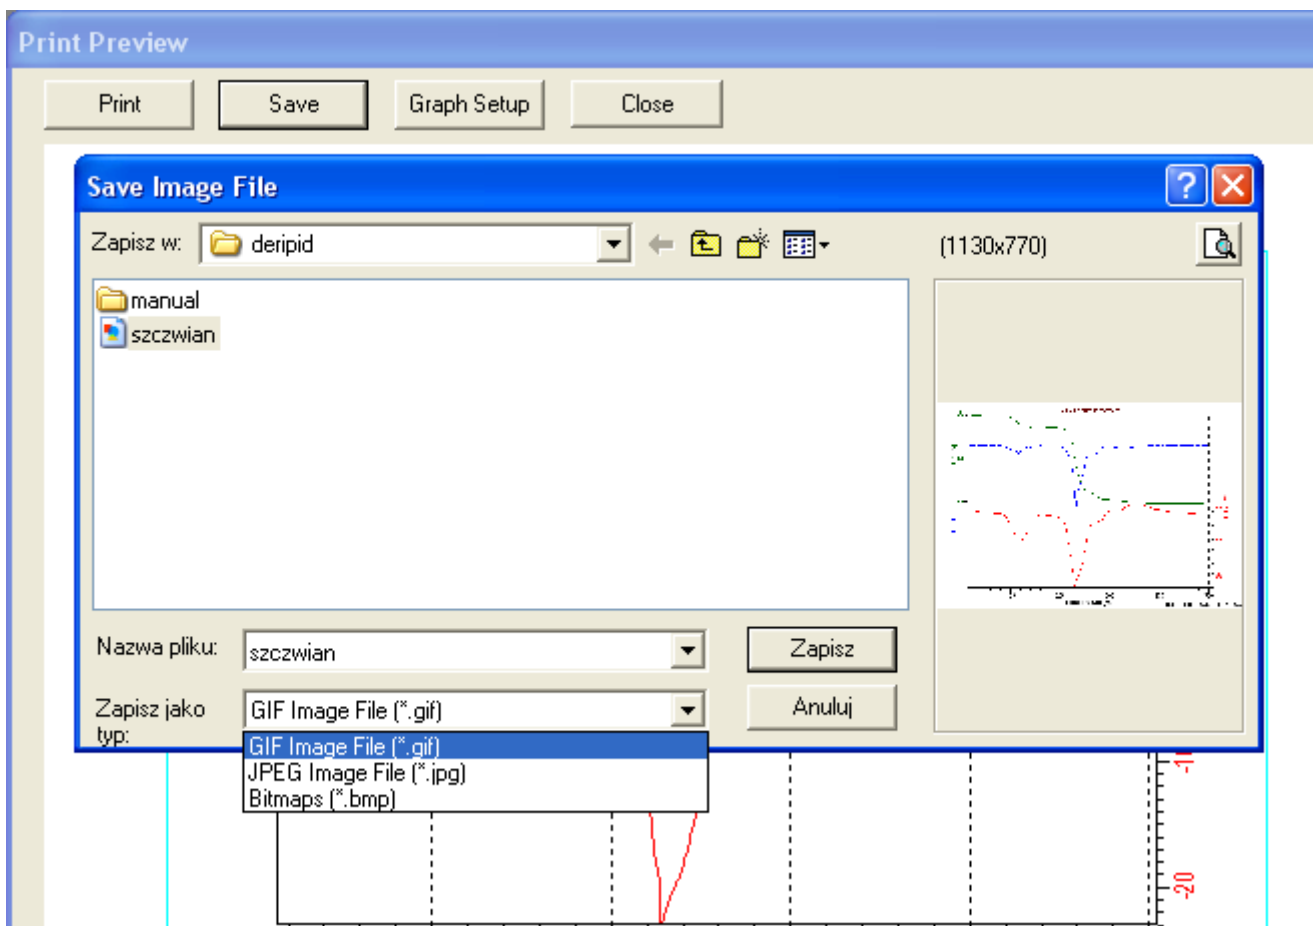 Print Preview
Print Save Graph Setup Close
Save Image File
Zapisz w: deripid (1130x770)
manual
szczwian
Nazwa pliku: szczwian Zapisz
Zapisz jako typ: GIF Image File (*.gif) Anuluj
GIF Image File (*.gif)
JPEG Image File (*.jpg)
Bitmaps (*.bmp)
-20